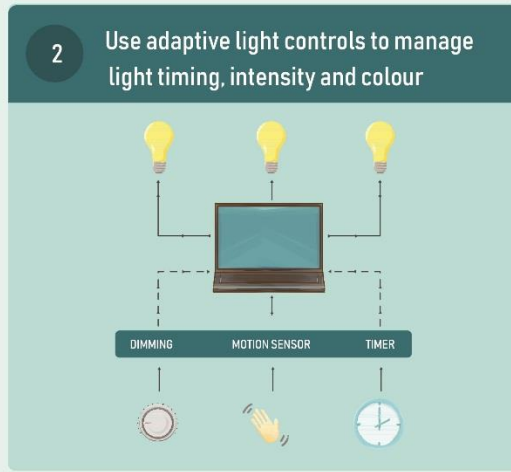 2
Use adaptive light controls to manage
light timing, intensity and colour
DIMMING MOTION SENSOR TIMER